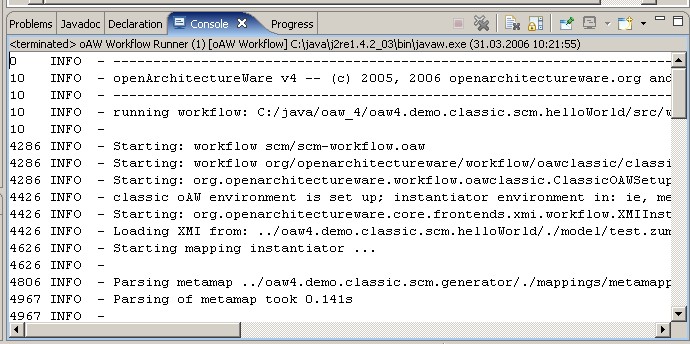 Problems Javadoc Declaration Console Progress
<terminated> oAW Workflow Runner (1) [oAW Workflow] C:\java\j2re1.4.2_03\bin\javaw.exe (31.03.2006 10:21:55)
0 INFO - ----------------------------------------------------------------------
10 INFO - openArchitectureWare v4 -- (c) 2005, 2006 openarchitectureware.org and
10 INFO - ----------------------------------------------------------------------
10 INFO - running workflow: C:/java/oaw_4/oaw4.demo.classic.scm.helloWorld/src/w
10 INFO -
4286 INFO - Starting: workflow scm/scm-workflow.oaw
4286 INFO - Starting: workflow org/openarchitectureware/workflow/oawclassic/classi
4286 INFO - Starting: org.openarchitectureware.workflow.oawclassic.ClassicOAWSetup
4426 INFO - classic oAW environment is set up; instantiator environment in: ie, me
4426 INFO - Starting: org.openarchitectureware.core.frontends.xmi.workflow.XMIInst
4426 INFO - Loading XMI from: ../oaw4.demo.classic.scm.helloWorld/./model/test.zum
4626 INFO - Starting mapping instantiator ...
4626 INFO -
4806 INFO - Parsing metamap ../oaw4.demo.classic.scm.generator/./mappings/metamapp
4967 INFO - Parsing of metamap took 0.141s
4967 INFO -